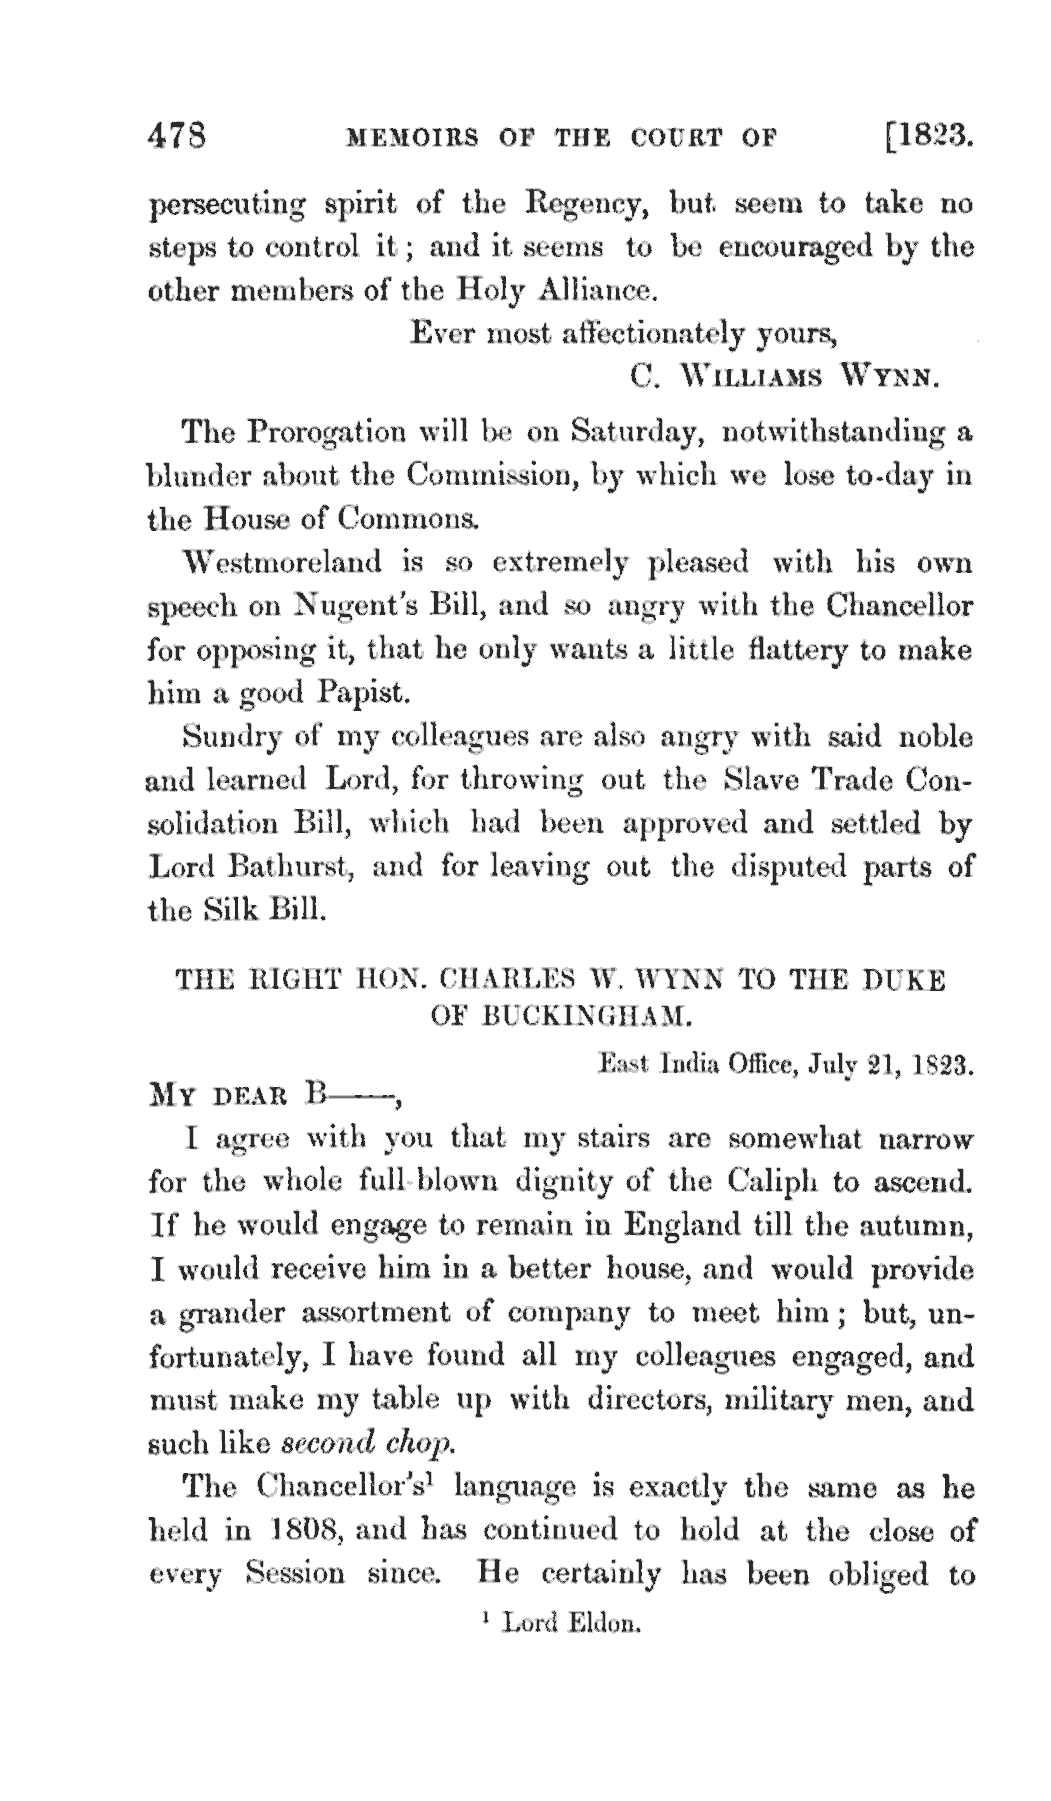 478 MEMOIRS OF THE COURT OF [1823.
persecuting spirit of the Regency, but seem to take no
steps to control it ; and it seems to be encouraged by the
other members of the Holy Alliance.
Ever most affectionately yours,
C. WILLIAMS WYNN.
The Prorogation will be on Saturday, notwithstanding a
blunder about the Commission, by which we lose to-day in
the House of Commons.
Westmoreland is so extremely pleased with his own
speech on Nugent's Bill, and so angry with the Chancellor
for opposing it, that he only wants a little flattery to make
him a good Papist.
Sundry of my colleagues are also angry with said noble
and learned Lord, for throwing out the Slave Trade Con-
solidation Bill, which had been approved and settled by
Lord Bathurst, and for leaving out the disputed parts of
the Silk Bill.
THE RIGHT HON. CHARLES W. WYNN TO THE DUKE
OF BUCKINGHAM.
East India Office, July 21, 1823.
MY DEAR B——,
I agree with you that my stairs are somewhat narrow
for the whole full-blown dignity of the Caliph to ascend.
If he would engage to remain in England till the autumn,
I would receive him in a better house, and would provide
a grander assortment of company to meet him ; but, un-
fortunately, I have found all my colleagues engaged, and
must make my table up with directors, military men, and
such like second chop.
The Chancellor's¹ language is exactly the same as he
held in 1808, and has continued to hold at the close of
every Session since. He certainly has been obliged to
¹ Lord Eldon.